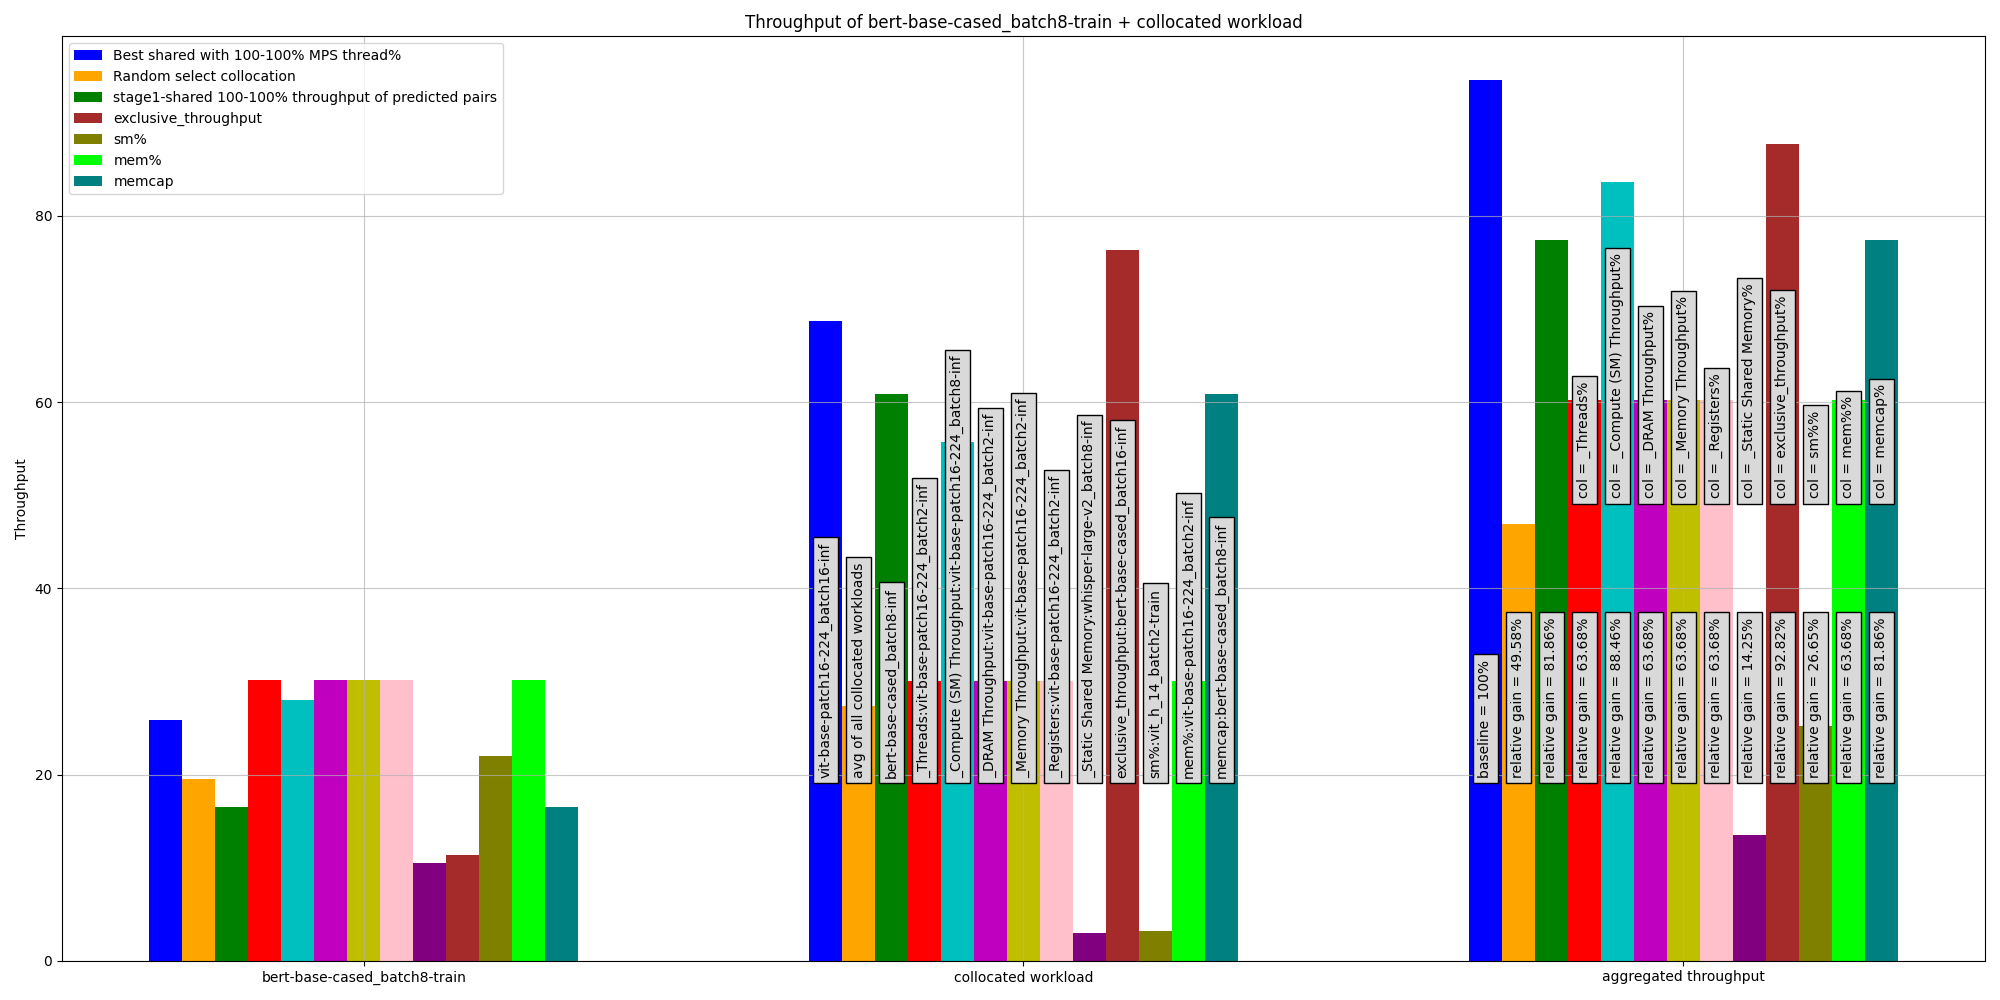 Throughput of bert-base-cased_batch8-train + collocated workload
Best shared with 100-100% MPS thread%
Random select collocation
stage1-shared 100-100% throughput of predicted pairs
exclusive_throughput
sm%
mem%
memcap
Throughput
80
60
40
20
0
vit-base-patch16-224_batch16-inf
avg of all collocated workloads
bert-base-cased_batch8-inf
_Threads:vit-base-patch16-224_batch2-inf
_Compute (SM) Throughput:vit-base-patch16-224_batch8-inf
_DRAM Throughput:vit-base-patch16-224_batch2-inf
_Memory Throughput:vit-base-patch16-224_batch2-inf
_Registers:vit-base-patch16-224_batch2-inf
_Static Shared Memory:whisper-large-v2_batch8-inf
exclusive_throughput:bert-base-cased_batch16-inf
sm%:vit_h_14_batch2-train
mem%:vit-base-patch16-224_batch2-inf
memcap:bert-base-cased_batch8-inf
col = _Threads%
col = _Compute (SM) Throughput%
col = _DRAM Throughput%
col = _Memory Throughput%
col = _Registers%
col = _Static Shared Memory%
col = exclusive_throughput%
col = sm%%
col = mem%%
col = memcap%
baseline = 100%
relative gain = 49.58%
relative gain = 81.86%
relative gain = 63.68%
relative gain = 88.46%
relative gain = 63.68%
relative gain = 63.68%
relative gain = 63.68%
relative gain = 14.25%
relative gain = 92.82%
relative gain = 26.65%
relative gain = 63.68%
relative gain = 81.86%
bert-base-cased_batch8-train
collocated workload
aggregated throughput